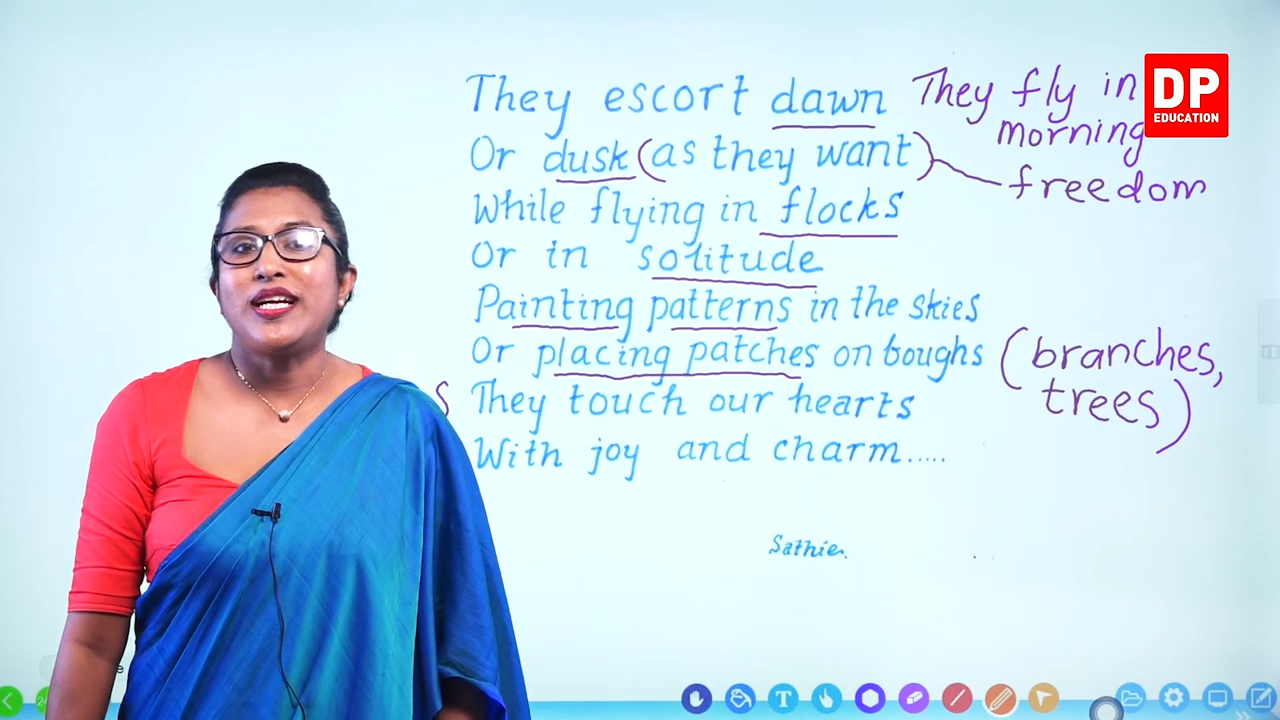 They escort dawn
Or dusk (as they want)
While flying in flocks
Or in solitude
Painting patterns in the skies
Or placing patches on boughs
They touch our hearts
With joy and charm.....
Sathie.
They fly in
morning
freedom
(branches,
trees)
s
DP
EDUCATION
T